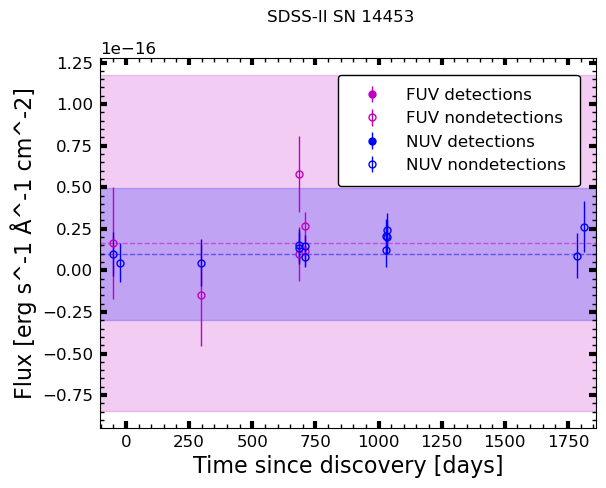 SDSS-II SN 14453
1e−16
1.25
1.00
0.75
0.50
0.25
0.00
−0.25
−0.50
−0.75
Flux [erg s^-1 Å^-1 cm^-2]
FUV detections
FUV nondetections
NUV detections
NUV nondetections
0 250 500 750 1000 1250 1500 1750
Time since discovery [days]